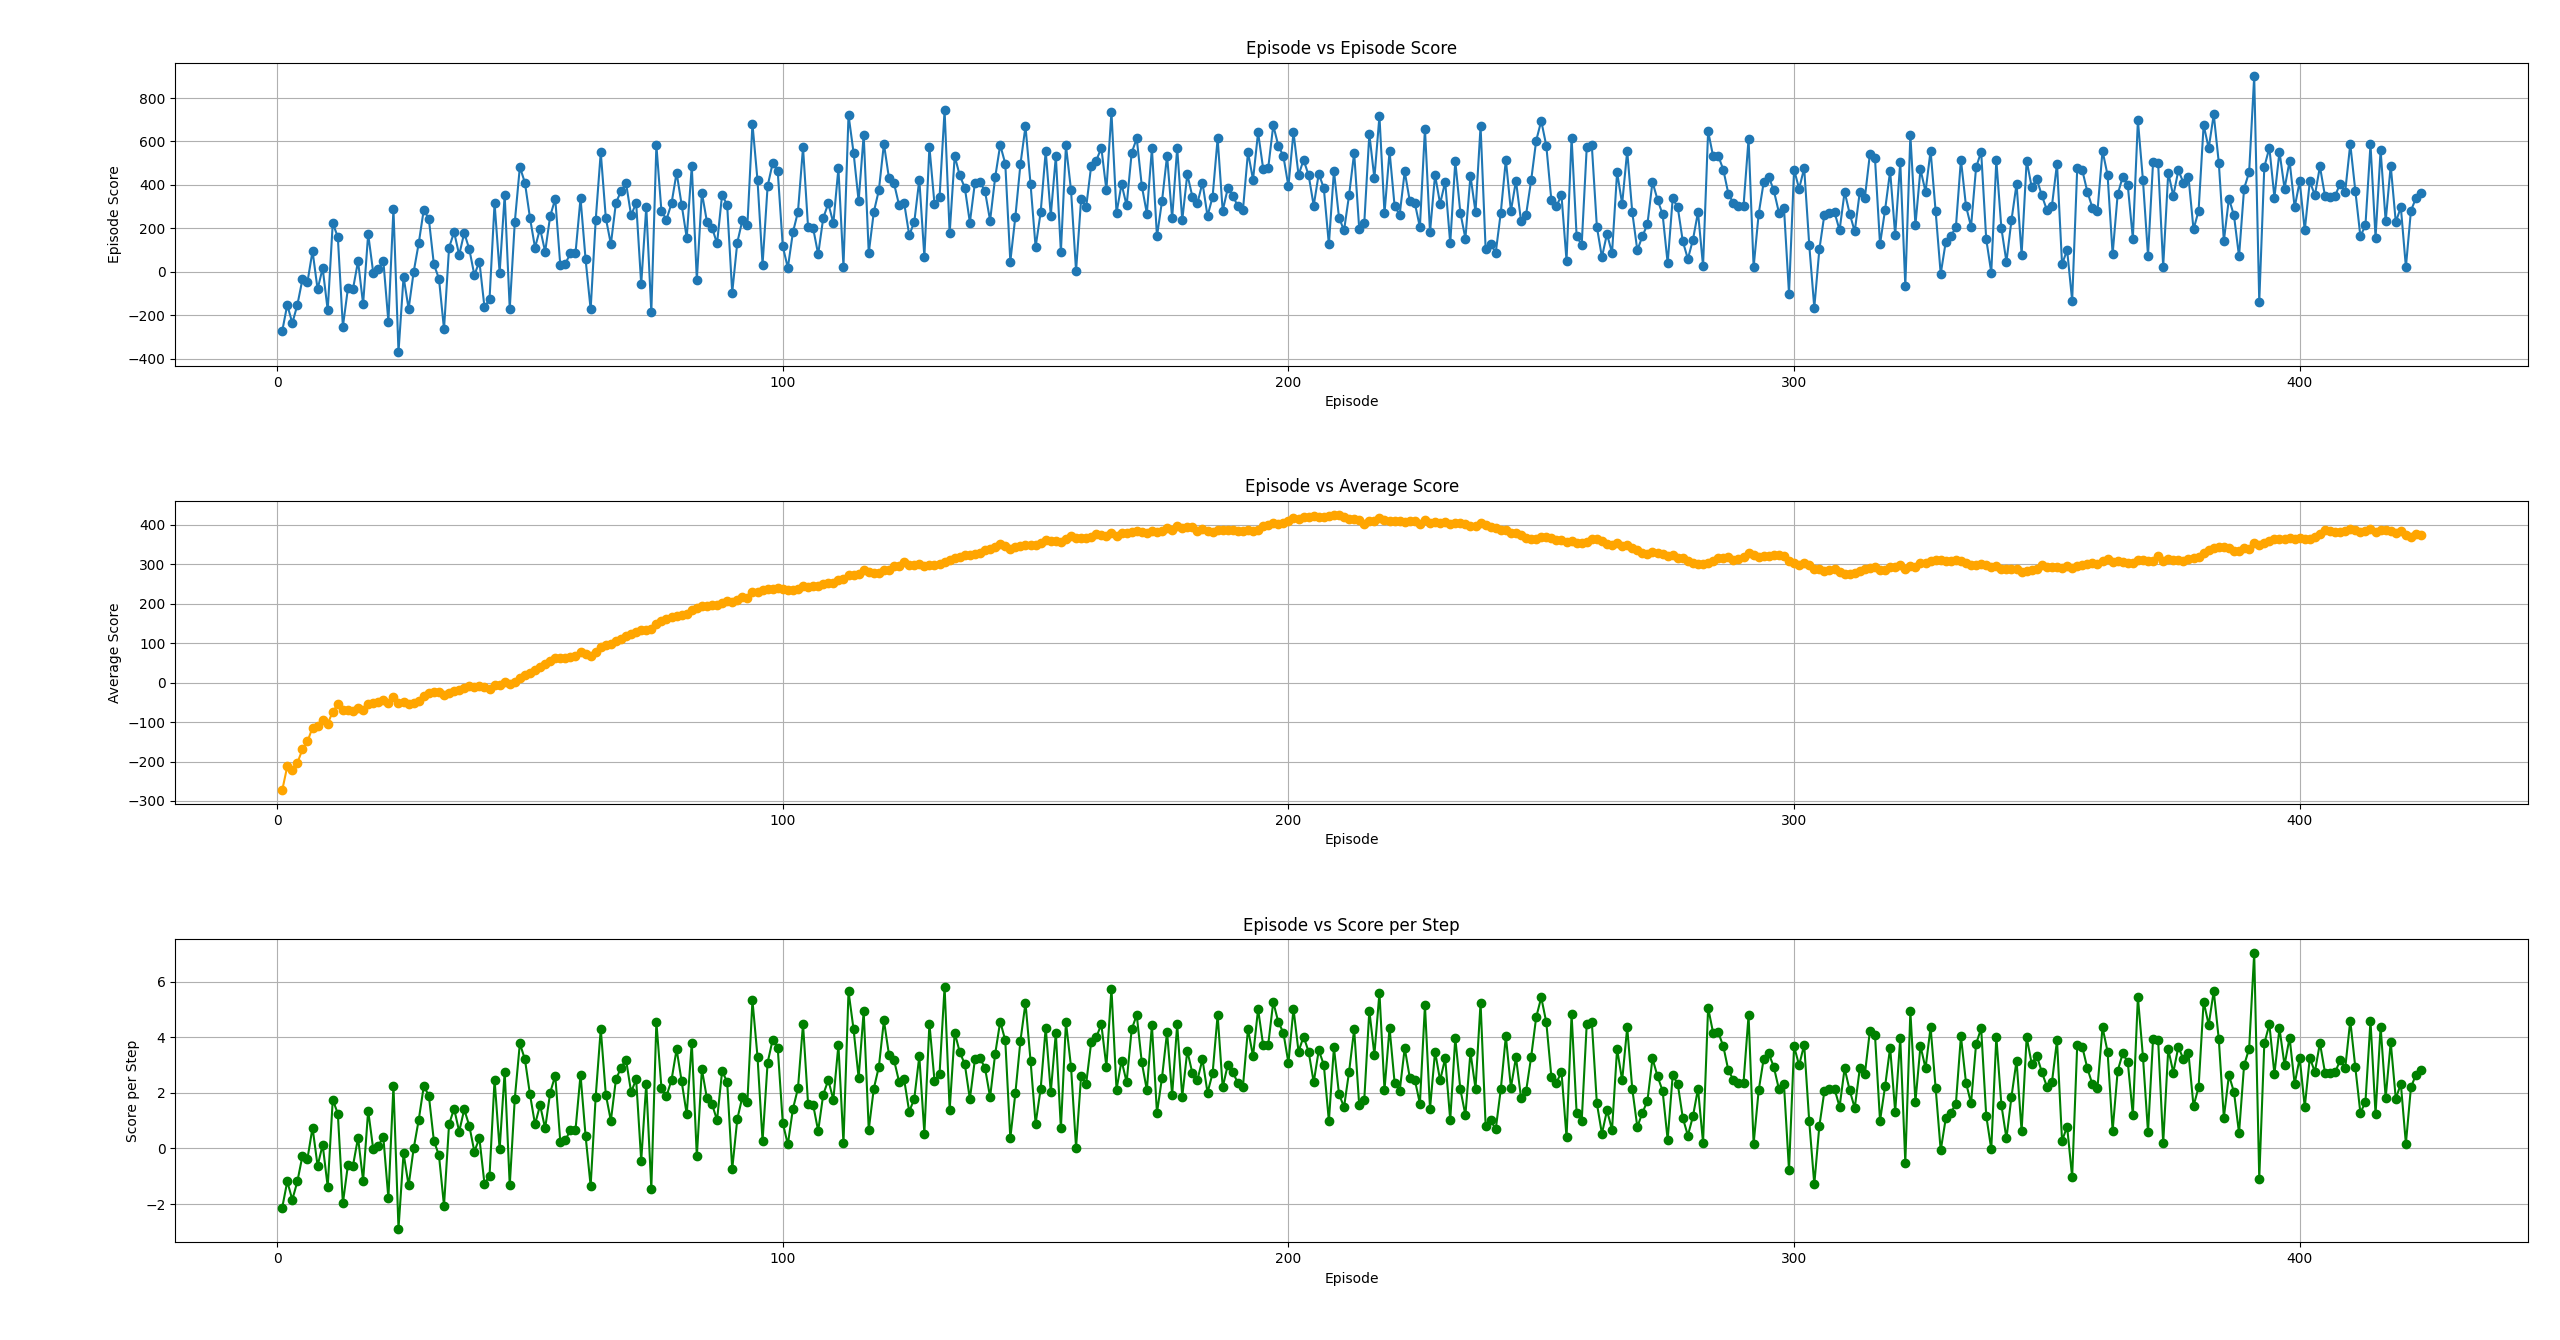 Episode vs Episode Score
Episode Score
800
600
400
200
0
−200
−400
0 100 200 300 400
Episode
Episode vs Average Score
Average Score
400
300
200
100
0
−100
−200
−300
0 100 200 300 400
Episode
Episode vs Score per Step
Score per Step
6
4
2
0
−2
0 100 200 300 400
Episode